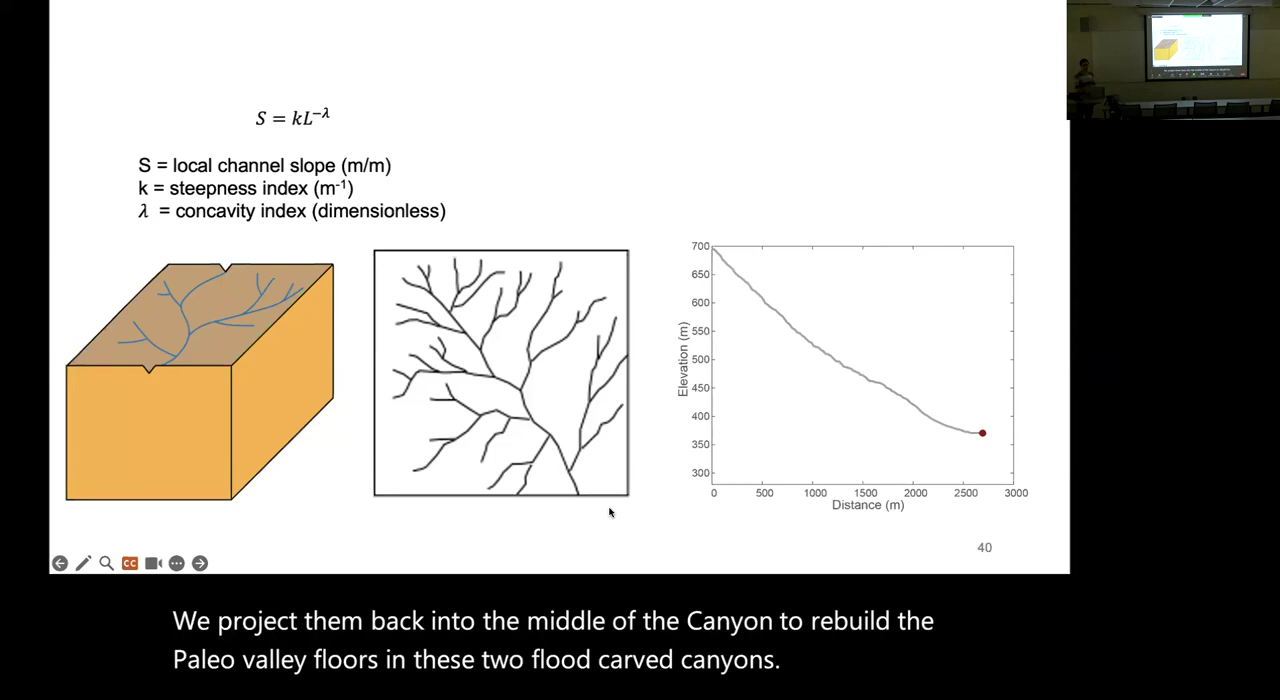 S = kL^{-λ}
S = local channel slope (m/m)
k = steepness index (m^{-1})
λ = concavity index (dimensionless)
700
650
600
550
500
450
400
350
300
Elevation (m)
0 500 1000 1500 2000 2500 3000
Distance (m)
40
CC
We project them back into the middle of the Canyon to rebuild the
Paleo valley floors in these two flood carved canyons.